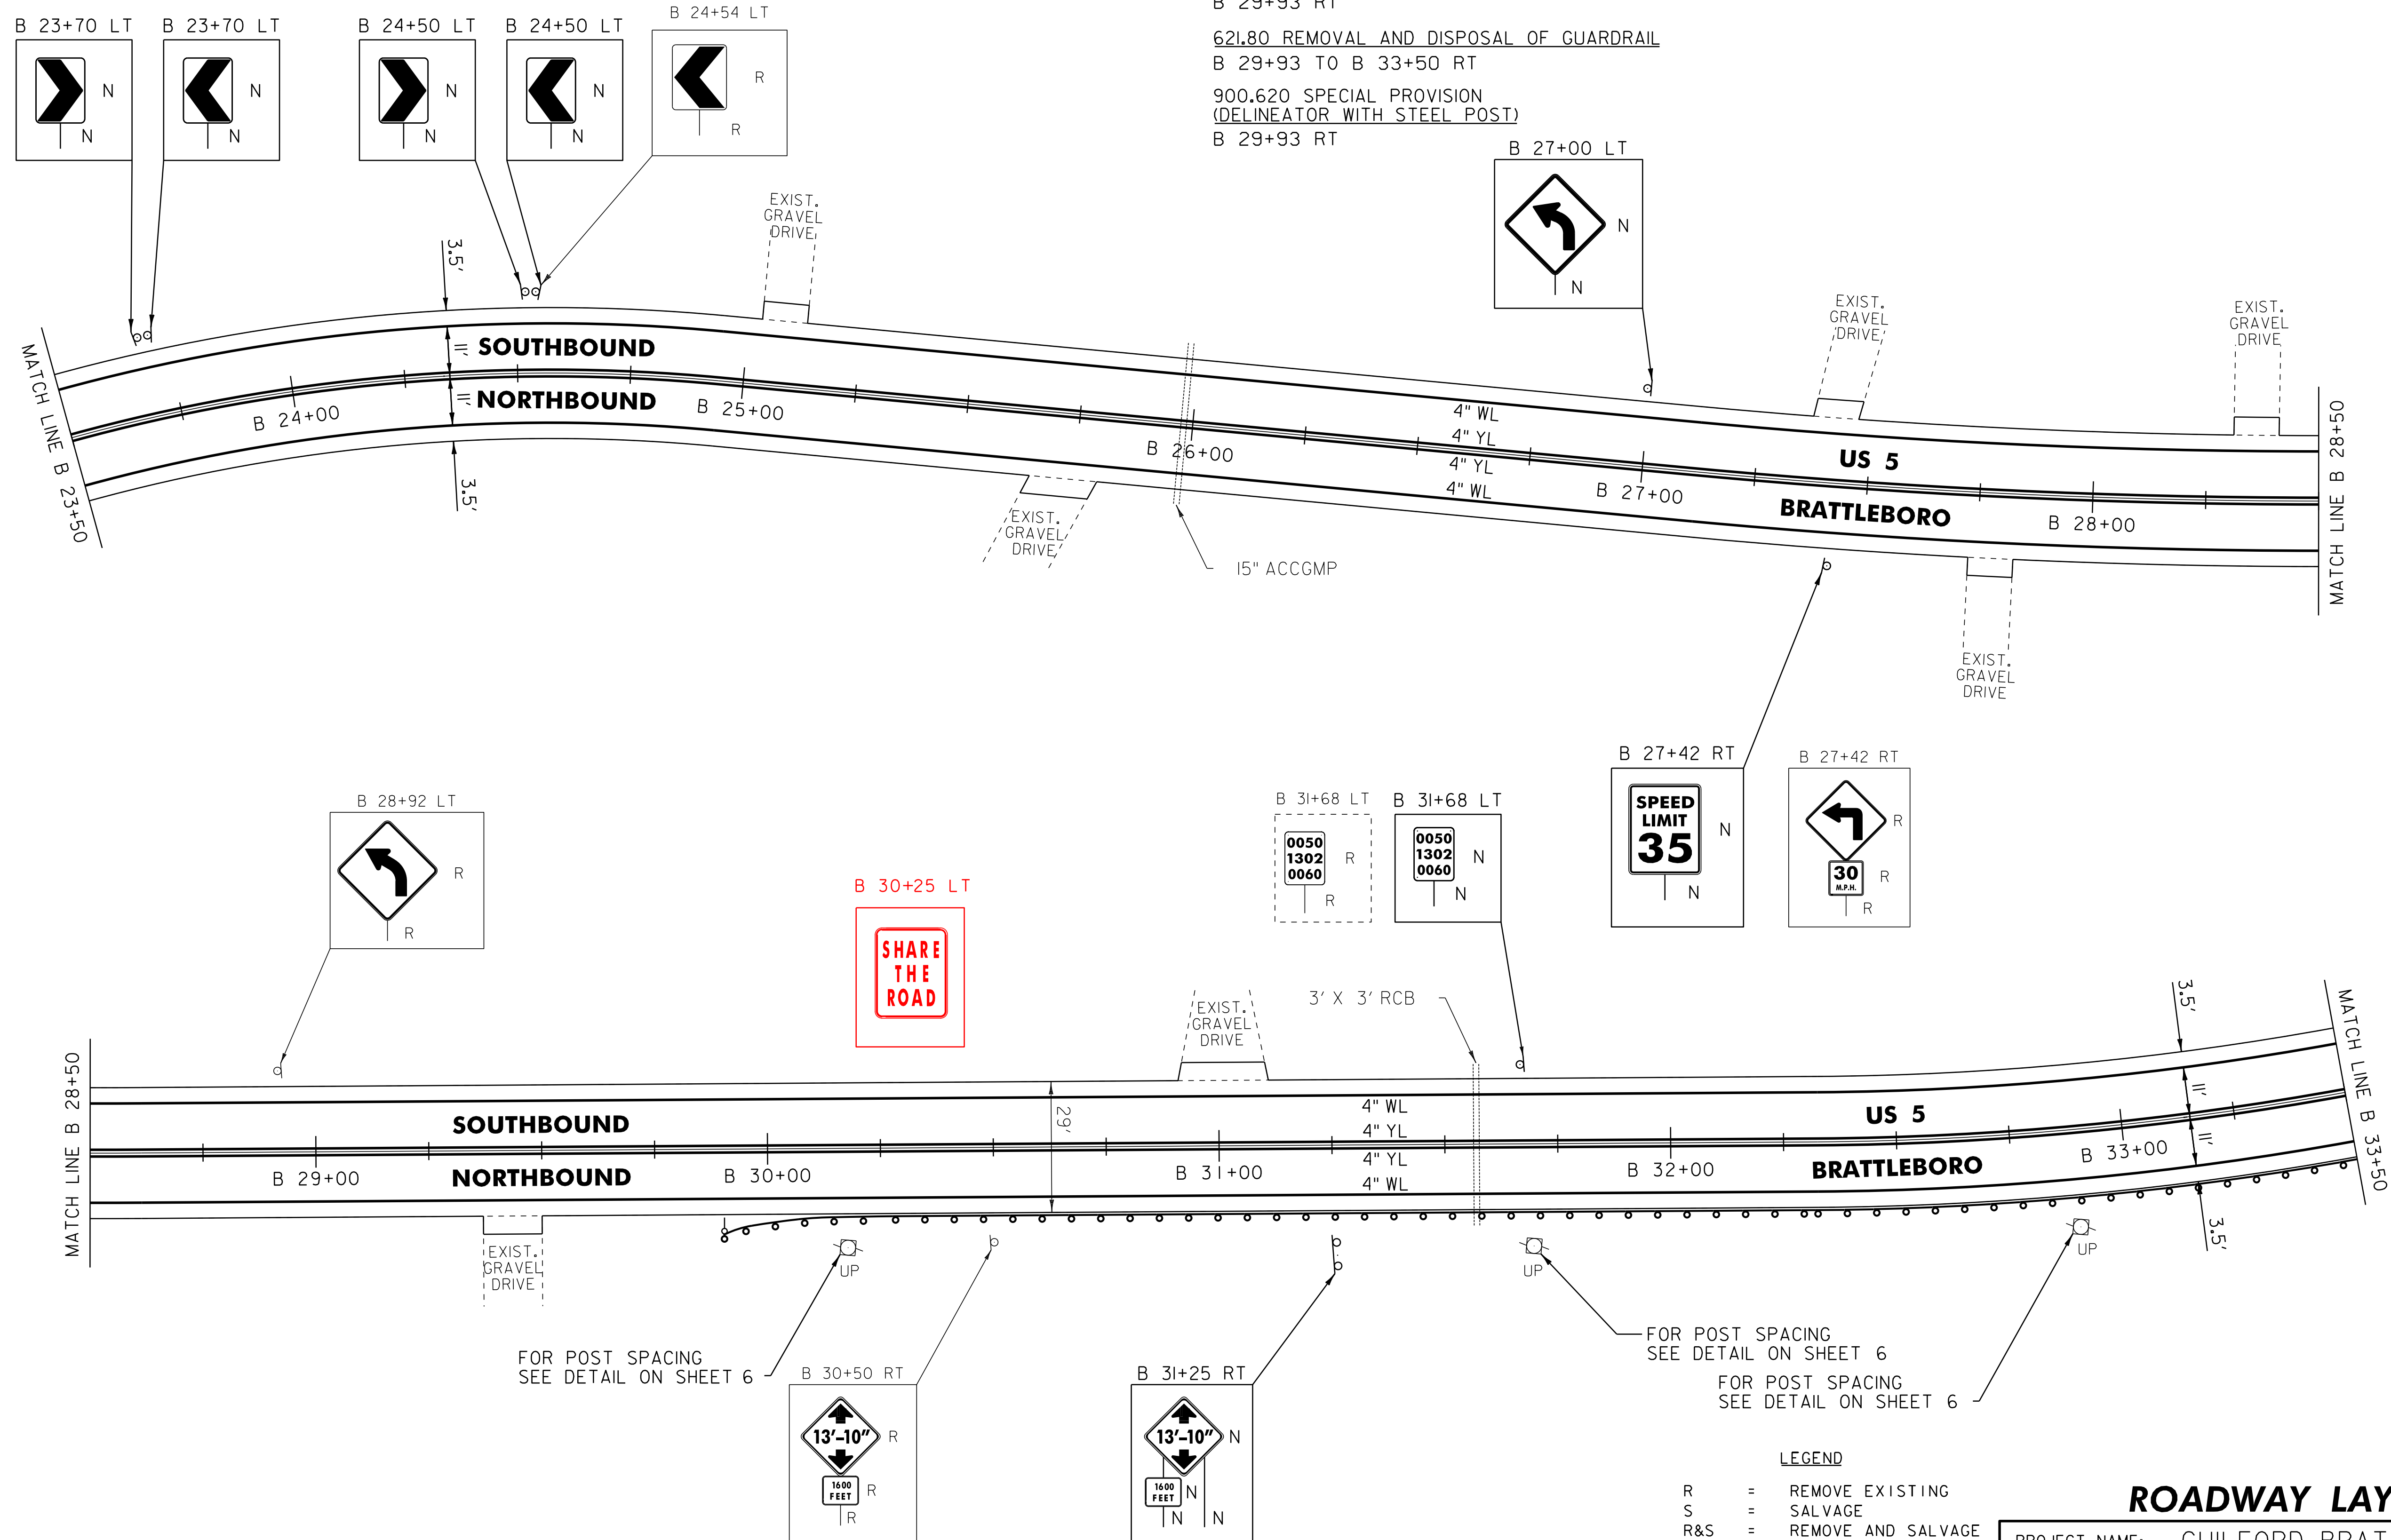 B 29+93 RT
621.80 REMOVAL AND DISPOSAL OF GUARDRAIL
B 29+93 TO B 33+50 RT
900.620 SPECIAL PROVISION
(DELINEATOR WITH STEEL POST)
B 29+93 RT
B 23+70 LT
N
N
B 23+70 LT
N
N
B 24+50 LT
N
N
B 24+50 LT
N
N
B 24+54 LT
R
R
B 27+00 LT
N
N
EXIST.
GRAVEL
DRIVE
EXIST.
GRAVEL
DRIVE
EXIST.
GRAVEL
DRIVE
3.5'
11'
11'
3.5'
SOUTHBOUND
NORTHBOUND
MATCH LINE B 23+50
B 24+00
B 25+00
B 26+00
4" WL
4" YL
4" YL
4" WL
B 27+00
US 5
BRATTLEBORO
B 28+00
MATCH LINE B 28+50
EXIST.
GRAVEL
DRIVE
15" ACCGMP
EXIST.
GRAVEL
DRIVE
B 27+42 RT
SPEED
LIMIT
35
N
N
B 27+42 RT
R
30
M.P.H.
R
R
B 28+92 LT
R
R
B 30+25 LT
SHARE
THE
ROAD
B 31+68 LT
0050
1302
0060
R
R
B 31+68 LT
0050
1302
0060
N
N
EXIST.
GRAVEL
DRIVE
3' X 3' RCB
3.5'
11'
11'
3.5'
MATCH LINE B 28+50
SOUTHBOUND
NORTHBOUND
29'
4" WL
4" YL
4" YL
4" WL
US 5
BRATTLEBORO
B 29+00
B 30+00
B 31+00
B 32+00
B 33+00
MATCH LINE B 33+50
EXIST.
GRAVEL
DRIVE
UP
UP
UP
FOR POST SPACING
SEE DETAIL ON SHEET 6
FOR POST SPACING
SEE DETAIL ON SHEET 6
FOR POST SPACING
SEE DETAIL ON SHEET 6
B 30+50 RT
13'-10"
R
1600
FEET
R
R
B 31+25 RT
13'-10"
N
1600
FEET
N
N
N
LEGEND
R = REMOVE EXISTING
S = SALVAGE
R&S = REMOVE AND SALVAGE
ROADWAY LAY